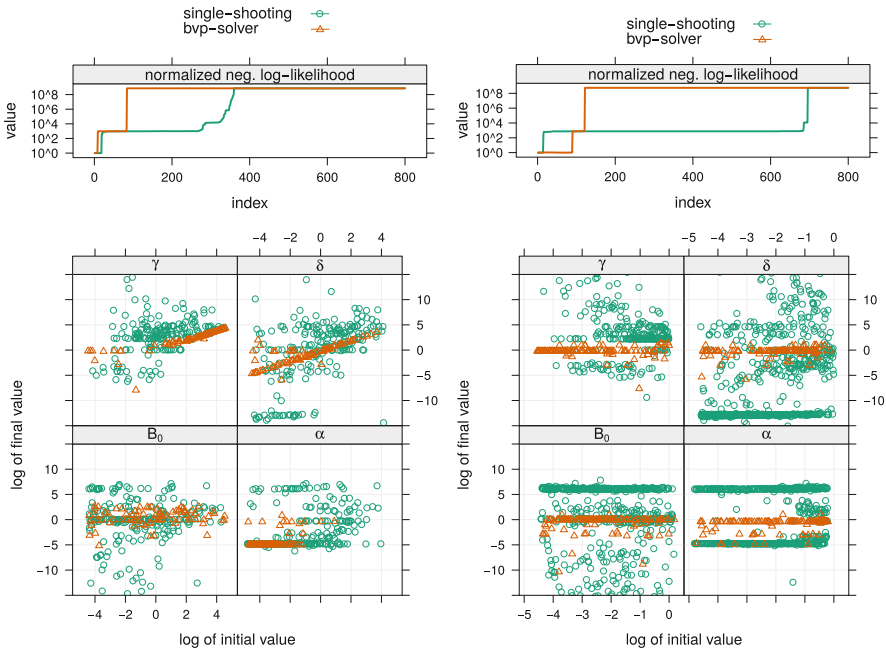 single−shooting
bvp−solver
normalized neg. log−likelihood
value
10^8
10^6
10^4
10^2
10^0
0 200 400 600 800
index
−4 −2 0 2 4
γ δ
10
5
0
−5
−10
B0 α
10
5
0
−5
−10
log of final value
−4 −2 0 2 4
log of initial value
single−shooting
bvp−solver
normalized neg. log−likelihood
value
10^8
10^6
10^4
10^2
10^0
0 200 400 600 800
index
−5 −4 −3 −2 −1 0
γ δ
10
5
0
−5
−10
B0 α
10
5
0
−5
−10
log of final value
−5 −4 −3 −2 −1 0
log of initial value